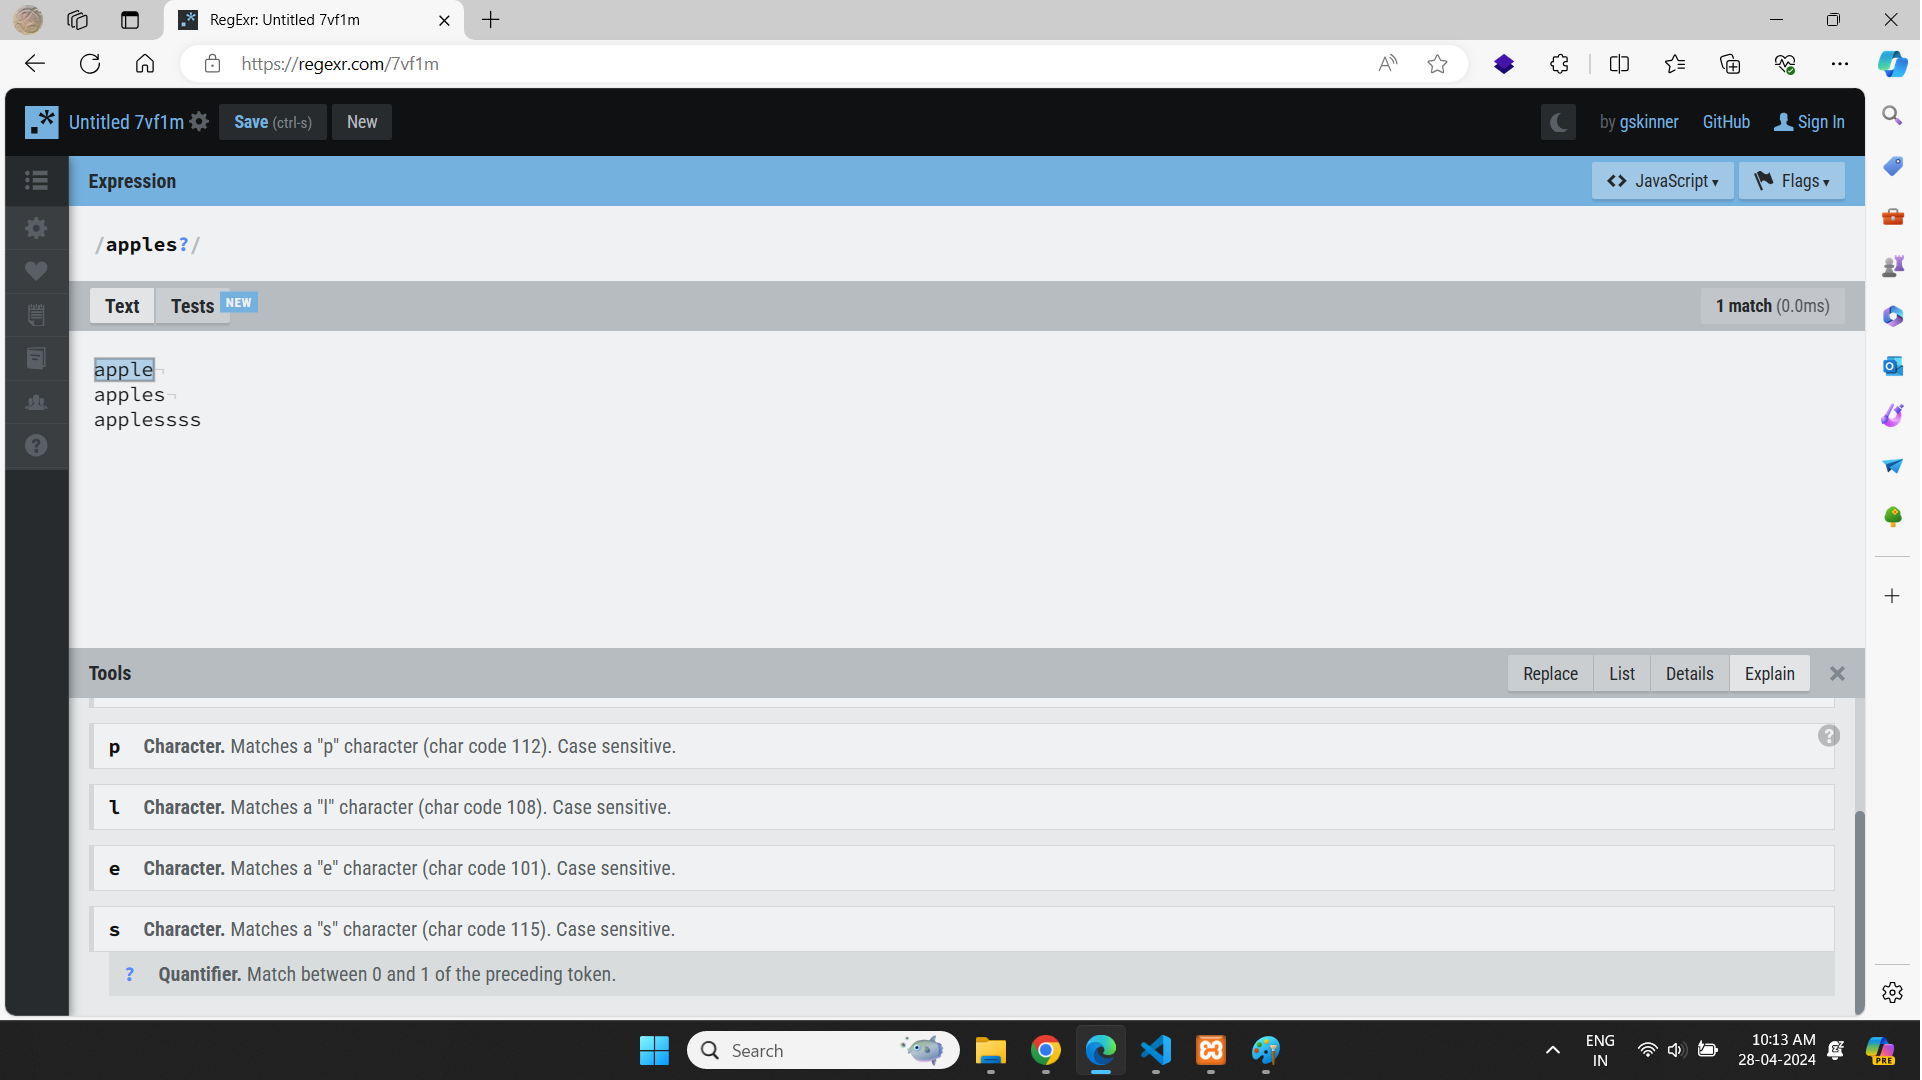 RegExr: Untitled 7vf1m
https://regexr.com/7vf1m
.* Untitled 7vf1m Save (ctrl-s) New by gskinner GitHub Sign In
Expression <> JavaScript ▾ Flags ▾
/apples?/
Text Tests NEW 1 match (0.0ms)
apple¬
apples¬
applessss
Tools Replace List Details Explain
p Character. Matches a "p" character (char code 112). Case sensitive.
l Character. Matches a "l" character (char code 108). Case sensitive.
e Character. Matches a "e" character (char code 101). Case sensitive.
s Character. Matches a "s" character (char code 115). Case sensitive.
? Quantifier. Match between 0 and 1 of the preceding token.
Search
ENG
IN
10:13 AM
28-04-2024
PRE